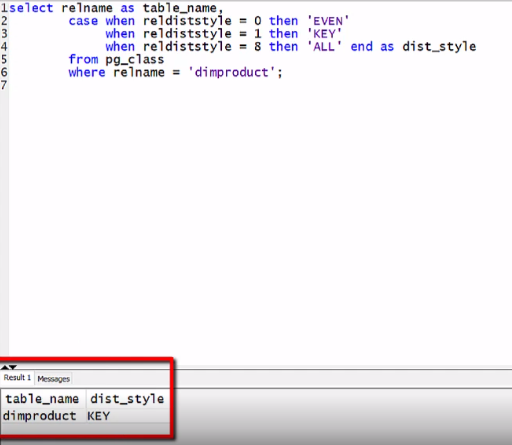 1select relname as table_name,
2 case when reldiststyle = 0 then 'EVEN'
3 when reldiststyle = 1 then 'KEY'
4 when reldiststyle = 8 then 'ALL' end as dist_style
5 from pg_class
6 where relname = 'dimproduct';
7
Result 1 Messages
table_name dist_style
dimproduct KEY